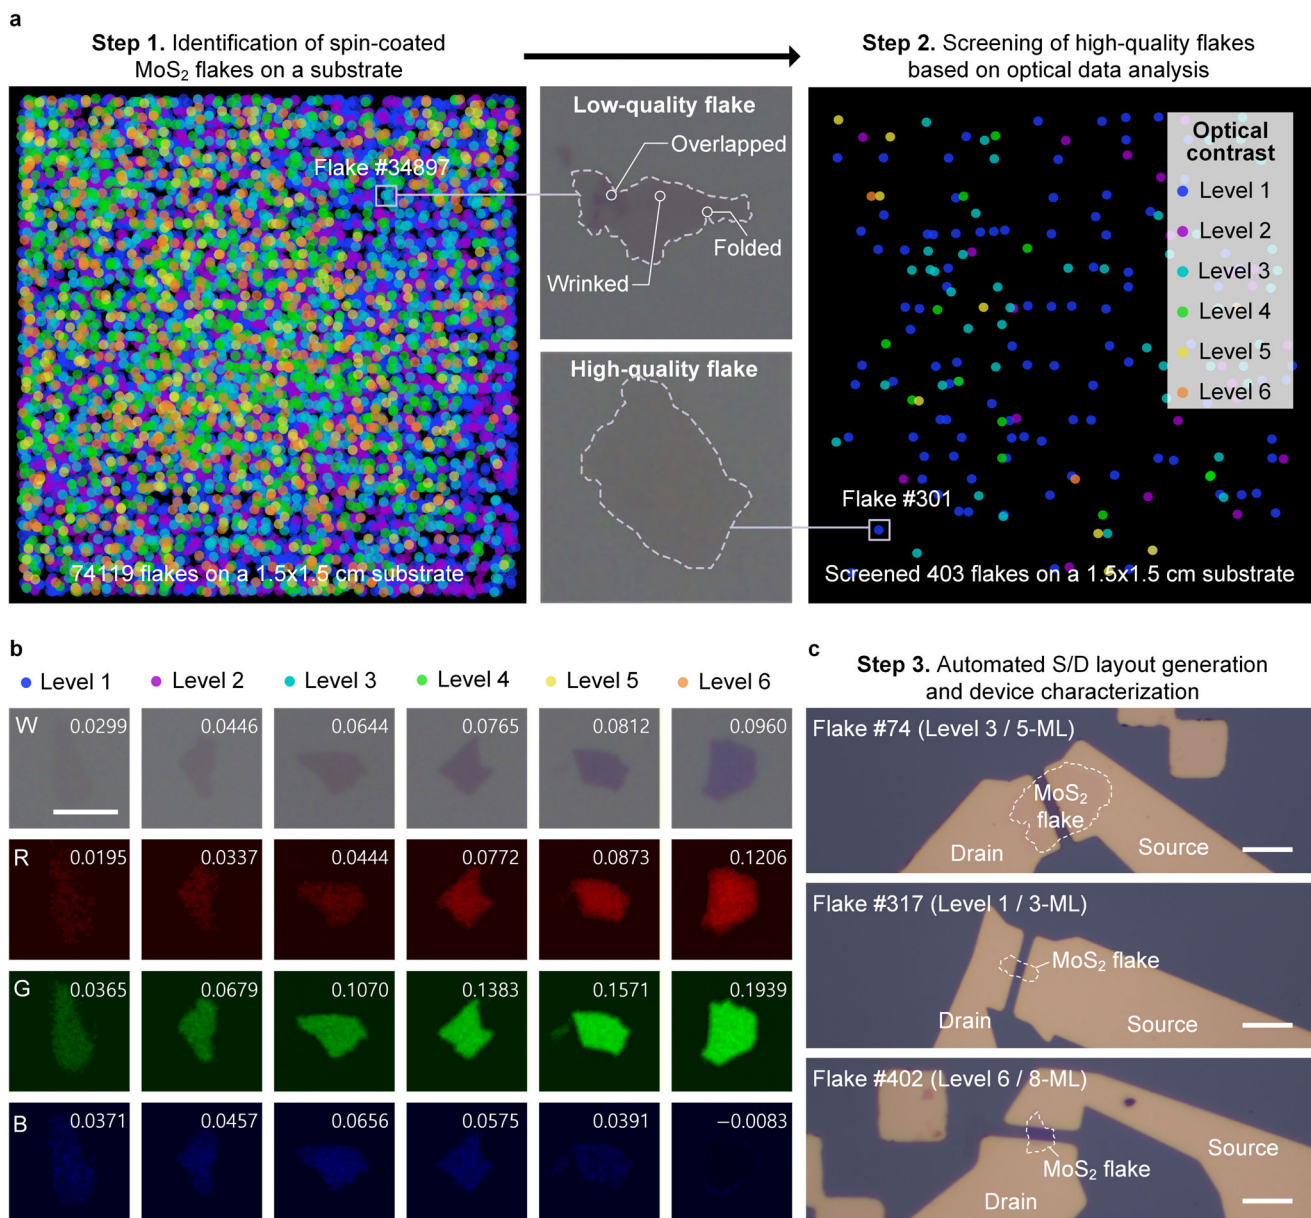 a
Step 1. Identification of spin-coated
MoS₂ flakes on a substrate
Step 2. Screening of high-quality flakes
based on optical data analysis
Flake #34897
74119 flakes on a 1.5x1.5 cm substrate
Low-quality flake
Overlapped
Folded
Wrinked
High-quality flake
Optical
contrast
Level 1
Level 2
Level 3
Level 4
Level 5
Level 6
Flake #301
Screened 403 flakes on a 1.5x1.5 cm substrate
b
Level 1 Level 2 Level 3 Level 4 Level 5 Level 6
W 0.0299 0.0446 0.0644 0.0765 0.0812 0.0960
R 0.0195 0.0337 0.0444 0.0772 0.0873 0.1206
G 0.0365 0.0679 0.1070 0.1383 0.1571 0.1939
B 0.0371 0.0457 0.0656 0.0575 0.0391 −0.0083
c
Step 3. Automated S/D layout generation
and device characterization
Flake #74 (Level 3 / 5-ML)
MoS₂
flake
Drain
Source
Flake #317 (Level 1 / 3-ML)
MoS₂ flake
Drain
Source
Flake #402 (Level 6 / 8-ML)
Source
MoS₂ flake
Drain